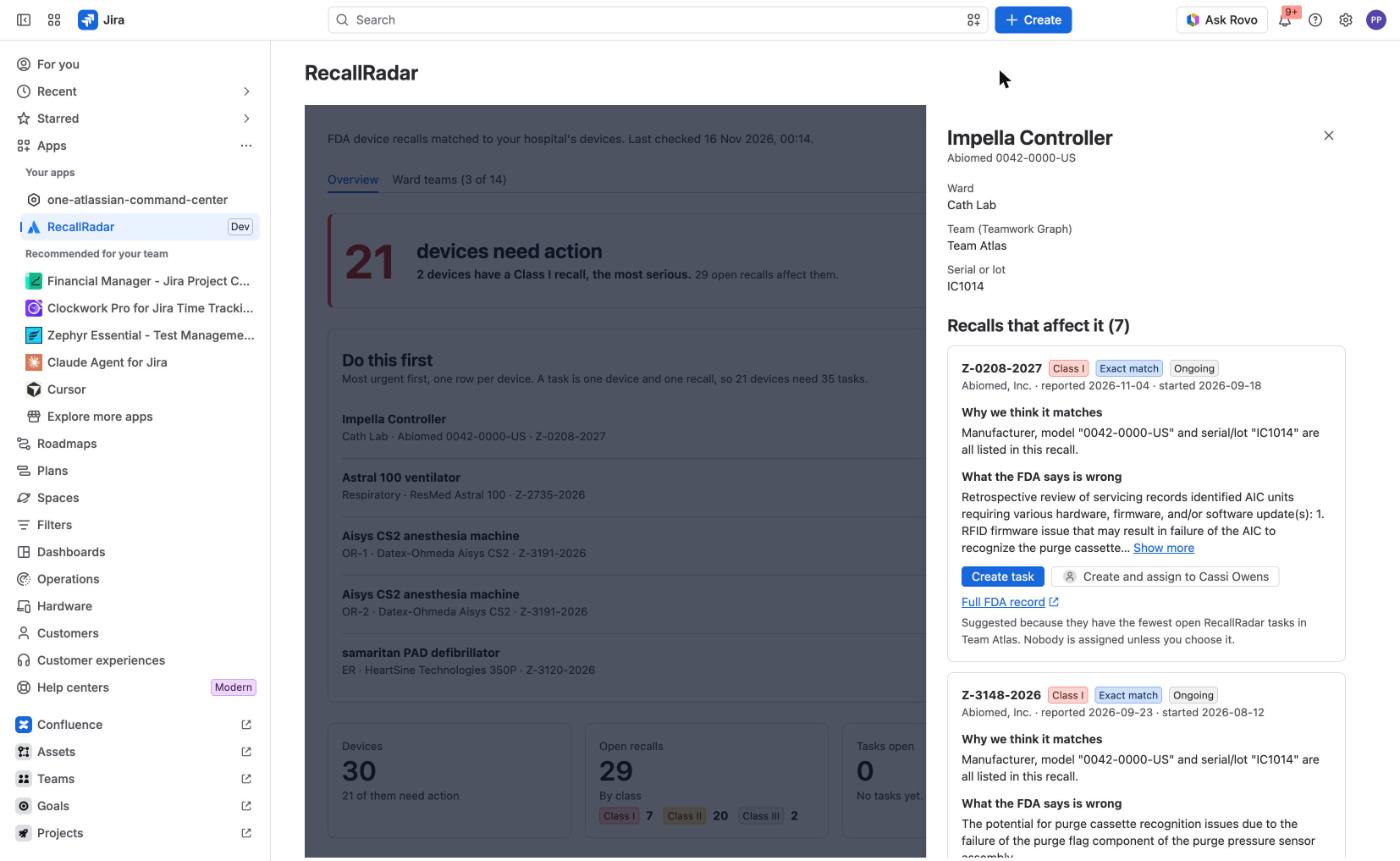 Jira
Search
Create
Ask Rovo
9+
PP
For you
Recent
Starred
Apps
Your apps
one-atlassian-command-center
RecallRadar Dev
Recommended for your team
Financial Manager - Jira Project C...
Clockwork Pro for Jira Time Tracki...
Zephyr Essential - Test Manageme...
Claude Agent for Jira
Cursor
Explore more apps
Roadmaps
Plans
Spaces
Filters
Dashboards
Operations
Hardware
Customers
Customer experiences
Help centers Modern
Confluence
Assets
Teams
Goals
Projects
RecallRadar
FDA device recalls matched to your hospital's devices. Last checked 16 Nov 2026, 00:14.
Overview Ward teams (3 of 14)
21
devices need action
2 devices have a Class I recall, the most serious. 29 open recalls affect them.
Do this first
Most urgent first, one row per device. A task is one device and one recall, so 21 devices need 35 tasks.
Impella Controller
Cath Lab · Abiomed 0042-0000-US · Z-0208-2027
Astral 100 ventilator
Respiratory · ResMed Astral 100 · Z-2735-2026
Aisys CS2 anesthesia machine
OR-1 · Datex-Ohmeda Aisys CS2 · Z-3191-2026
Aisys CS2 anesthesia machine
OR-2 · Datex-Ohmeda Aisys CS2 · Z-3191-2026
samaritan PAD defibrillator
ER · HeartSine Technologies 350P · Z-3120-2026
Devices
30
21 of them need action
Open recalls
29
By class
Class I 7 Class II 20 Class III 2
Tasks open
0
No tasks yet.
Impella Controller
Abiomed 0042-0000-US
Ward
Cath Lab
Team (Teamwork Graph)
Team Atlas
Serial or lot
IC1014
Recalls that affect it (7)
Z-0208-2027 Class I Exact match Ongoing
Abiomed, Inc. · reported 2026-11-04 · started 2026-09-18
Why we think it matches
Manufacturer, model "0042-0000-US" and serial/lot "IC1014" are
all listed in this recall.
What the FDA says is wrong
Retrospective review of servicing records identified AIC units
requiring various hardware, firmware, and/or software update(s): 1.
RFID firmware issue that may result in failure of the AIC to
recognize the purge cassette... Show more
Create task Create and assign to Cassi Owens
Full FDA record
Suggested because they have the fewest open RecallRadar tasks in
Team Atlas. Nobody is assigned unless you choose it.
Z-3148-2026 Class I Exact match Ongoing
Abiomed, Inc. · reported 2026-09-23 · started 2026-08-12
Why we think it matches
Manufacturer, model "0042-0000-US" and serial/lot "IC1014" are
all listed in this recall.
What the FDA says is wrong
The potential for purge cassette recognition issues due to the
failure of the purge flag component of the purge pressure sensor
assembly